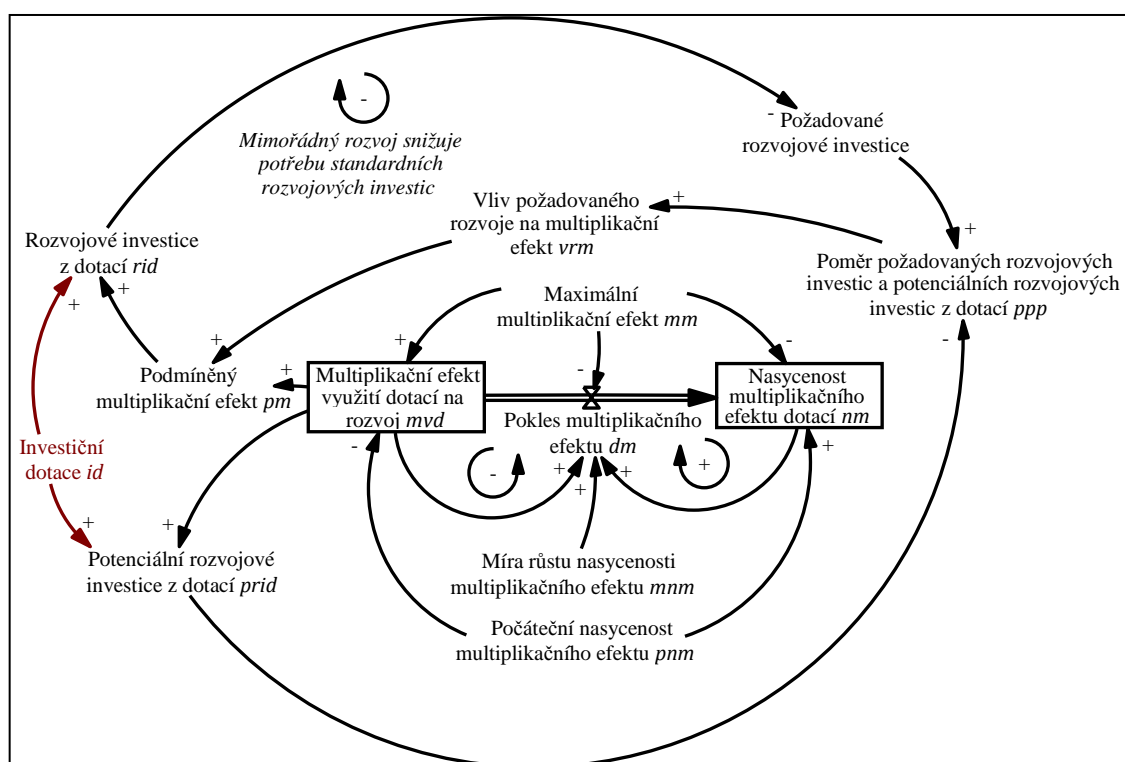 -
Mimořádný rozvoj snižuje
potřebu standardních
rozvojových investic
-
Požadované
rozvojové investice
+
Vliv požadovaného
rozvoje na multiplikační
efekt vrm
+
Rozvojové investice
z dotací rid
+
+
Poměr požadovaných rozvojových
investic a potenciálních rozvojových
investic z dotací ppp
-
Maximální
multiplikační efekt mm
+
-
-
+
Podmíněný
multiplikační efekt pm
+
Multiplikační efekt
využití dotací na
rozvoj mvd
-
Nasycenost
multiplikačního
efektu dotací nm
+
Pokles multiplikačního
efektu dm
-
+
+
+
+
Investiční
dotace id
+
+
Potenciální rozvojové
investice z dotací prid
Míra růstu nasycenosti
multiplikačního efektu mnm
Počáteční nasycenost
multiplikačního efektu pnm